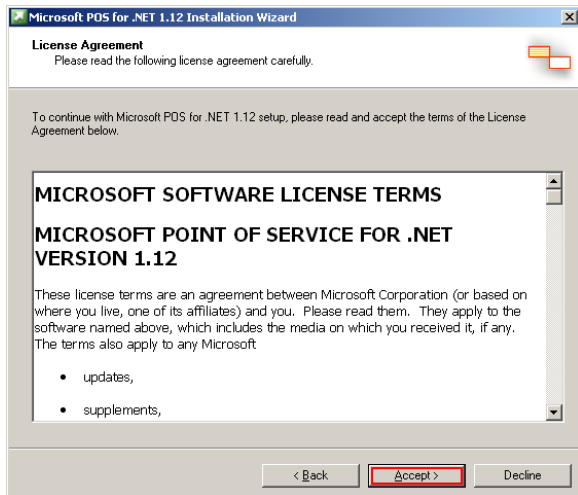 Microsoft POS for .NET 1.12 Installation Wizard
License Agreement
Please read the following license agreement carefully.
To continue with Microsoft POS for .NET 1.12 setup, please read and accept the terms of the License
Agreement below.
MICROSOFT SOFTWARE LICENSE TERMS
MICROSOFT POINT OF SERVICE FOR .NET
VERSION 1.12
These license terms are an agreement between Microsoft Corporation (or based on
where you live, one of its affiliates) and you.  Please read them.  They apply to the
software named above, which includes the media on which you received it, if any.
The terms also apply to any Microsoft
• updates,
• supplements,
< Back
Accept >
Decline